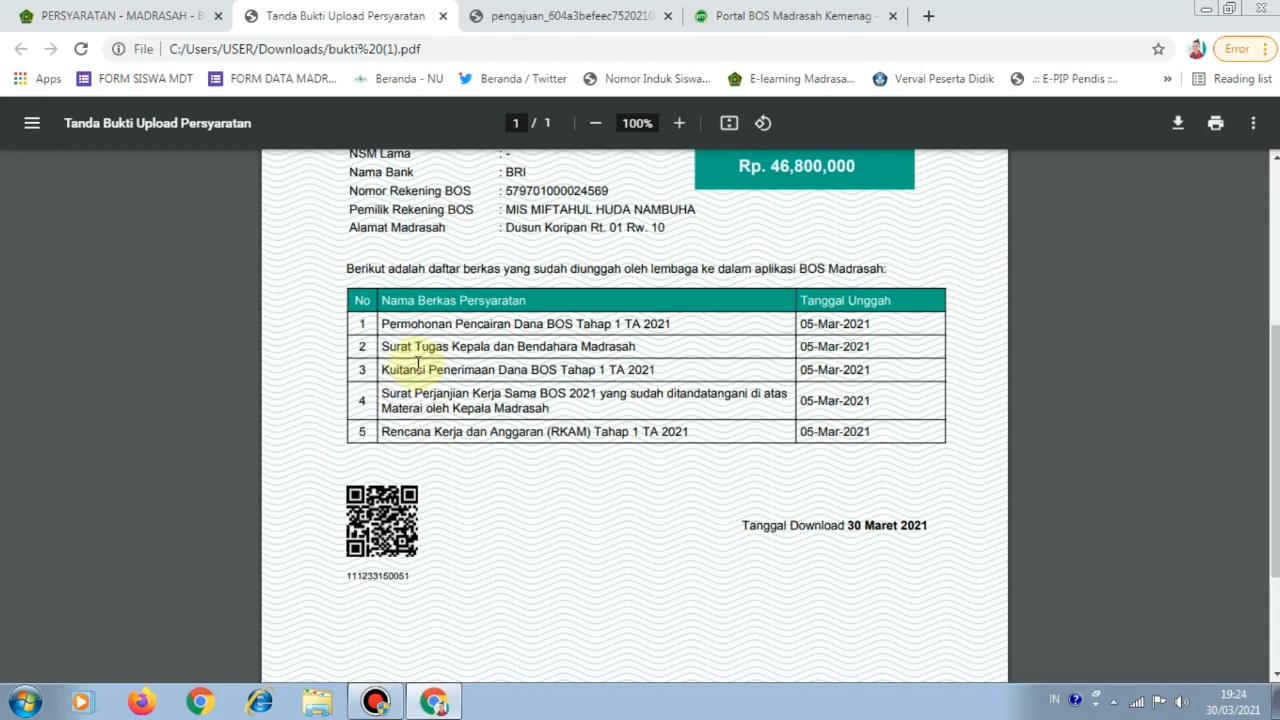 PERSYARATAN - MADRASAH - B
Tanda Bukti Upload Persyaratan
pengajuan_604a3befeec7520210
Portal BOS Madrasah Kemenag -
File
C:/Users/USER/Downloads/bukti%20(1).pdf
Error
Apps
FORM SISWA MDT
FORM DATA MADR...
Beranda - NU
Beranda / Twitter
Nomor Induk Siswa...
E-learning Madrasa...
Verval Peserta Didik
.:: E-PIP Pendis ::..
»
Reading list
Tanda Bukti Upload Persyaratan
1 / 1
100%
NSM Lama : -
Rp. 46,800,000
Nama Bank : BRI
Nomor Rekening BOS : 579701000024569
Pemilik Rekening BOS : MIS MIFTAHUL HUDA NAMBUHA
Alamat Madrasah : Dusun Koripan Rt. 01 Rw. 10
Berikut adalah daftar berkas yang sudah diunggah oleh lembaga ke dalam aplikasi BOS Madrasah:
No Nama Berkas Persyaratan Tanggal Unggah
1 Permohonan Pencairan Dana BOS Tahap 1 TA 2021 05-Mar-2021
2 Surat Tugas Kepala dan Bendahara Madrasah 05-Mar-2021
3 Kuitansi Penerimaan Dana BOS Tahap 1 TA 2021 05-Mar-2021
4 Surat Perjanjian Kerja Sama BOS 2021 yang sudah ditandatangani di atas
Materai oleh Kepala Madrasah 05-Mar-2021
5 Rencana Kerja dan Anggaran (RKAM) Tahap 1 TA 2021 05-Mar-2021
Tanggal Download 30 Maret 2021
111233150051
IN
19:24
30/03/2021